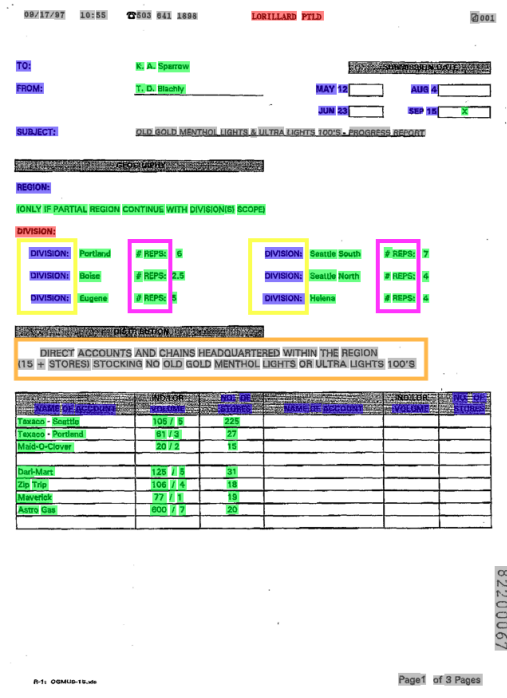 09/17/97 10:55 ☎503 641 1898 LORILLARD PTLD 001
TO: K. A. Sparrow SUBMISSION DATE
FROM: T. D. Blachly MAY 12 AUG 4
JUN 23 SEP 15 X
SUBJECT: OLD GOLD MENTHOL LIGHTS & ULTRA LIGHTS 100'S - PROGRESS REPORT
GEOGRAPHY
REGION:
(ONLY IF PARTIAL REGION CONTINUE WITH DIVISION(S) SCOPE)
DIVISION:
DIVISION: Portland # REPS: 6 DIVISION: Seattle South # REPS: 7
DIVISION: Boise # REPS: 2.5 DIVISION: Seattle North # REPS: 4
DIVISION: Eugene # REPS: 5 DIVISION: Helena # REPS: 4
DISTRIBUTION
DIRECT ACCOUNTS AND CHAINS HEADQUARTERED WITHIN THE REGION
(15 + STORES) STOCKING NO OLD GOLD MENTHOL LIGHTS OR ULTRA LIGHTS 100'S
IND/LOR NO. OF IND/LOR NO. OF
NAME OF ACCOUNT VOLUME STORES NAME OF ACCOUNT VOLUME STORES
Texaco - Seattle 105 / 5 225
Texaco - Portland 61 / 3 27
Maid-O-Clover 20 / 2 15
Dari-Mart 125 / 5 31
Zip Trip 106 / 4 18
Maverick 77 / 1 19
Astro Gas 600 / 7 20
82200067
Page1 of 3 Pages